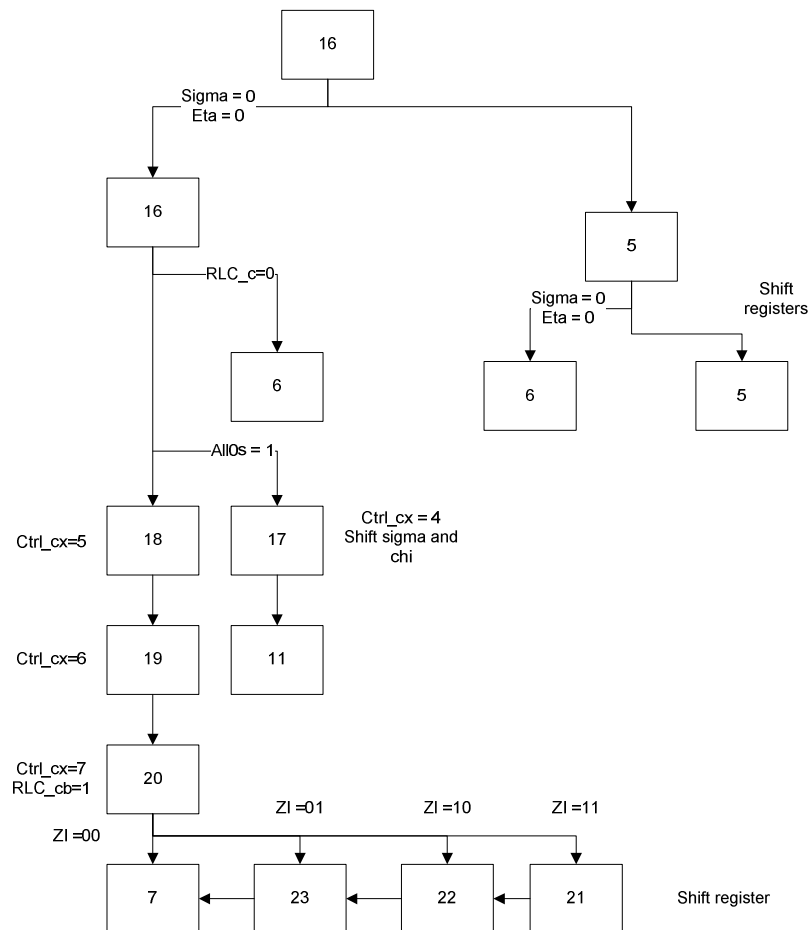 16
Sigma = 0
Eta = 0
16
5
RLC_c=0
Sigma = 0
Eta = 0
Shift
registers
6
6
5
All0s = 1
Ctrl_cx=5
18
17
Ctrl_cx = 4
Shift sigma and
chi
Ctrl_cx=6
19
11
Ctrl_cx=7
RLC_cb=1
20
ZI =00
ZI =01
ZI =10
ZI =11
7
23
22
21
Shift register